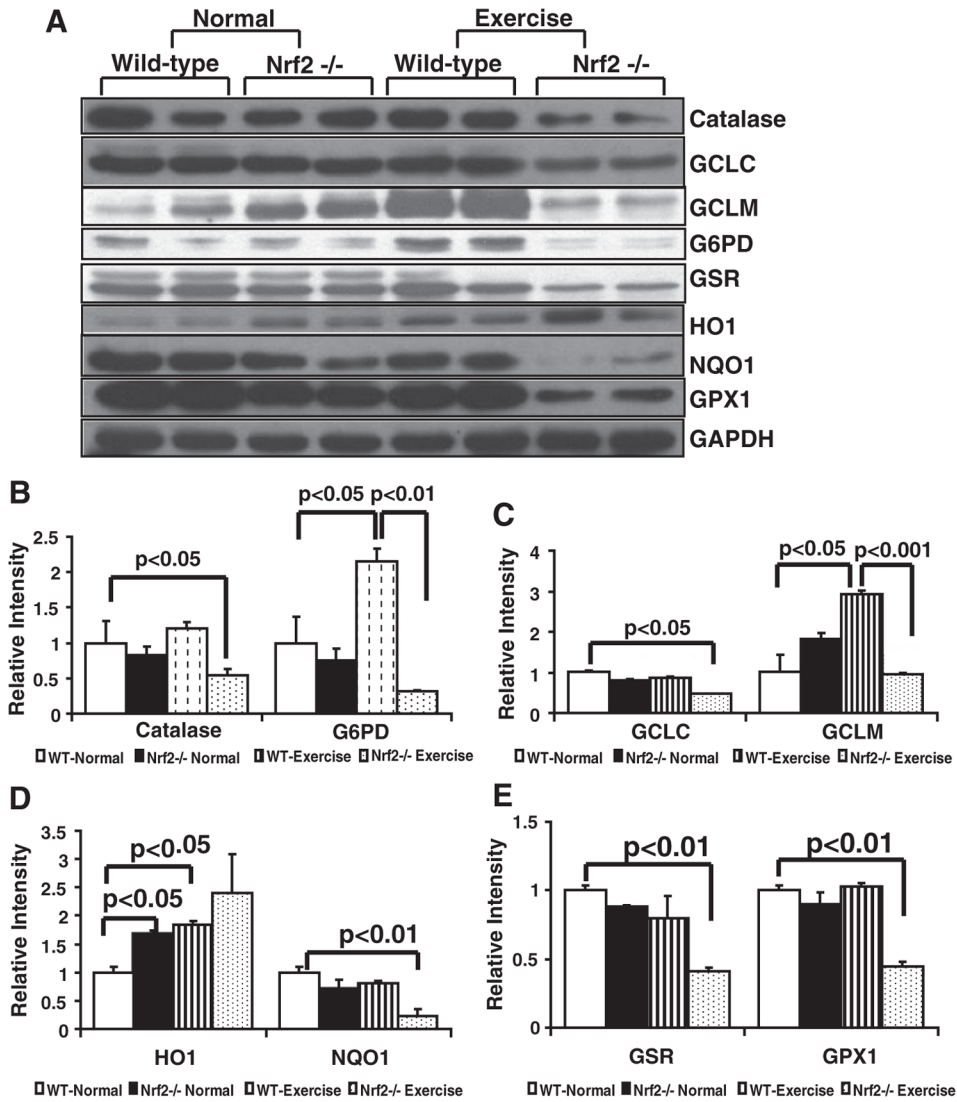 A
Normal
Exercise
Wild-type
Nrf2 -/-
Wild-type
Nrf2 -/-
Catalase
GCLC
GCLM
G6PD
GSR
HO1
NQO1
GPX1
GAPDH
B
Relative Intensity
2.5
2
1.5
1
0.5
0
p<0.05
p<0.05
p<0.01
Catalase
G6PD
WT-Normal
Nrf2-/- Normal
WT-Exercise
Nrf2-/- Exercise
C
Relative Intensity
4
3
2
1
0
p<0.05
p<0.05
p<0.001
GCLC
GCLM
WT-Normal
Nrf2-/- Normal
WT-Exercise
Nrf2-/- Exercise
D
Relative Intensity
3.5
3
2.5
2
1.5
1
0.5
0
p<0.05
p<0.05
p<0.01
HO1
NQO1
WT-Normal
Nrf2-/- Normal
WT-Exercise
Nrf2-/- Exercise
E
Relative Intensity
1.5
1
0.5
0
p<0.01
p<0.01
GSR
GPX1
WT-Normal
Nrf2-/- Normal
WT-Exercise
Nrf2-/- Exercise